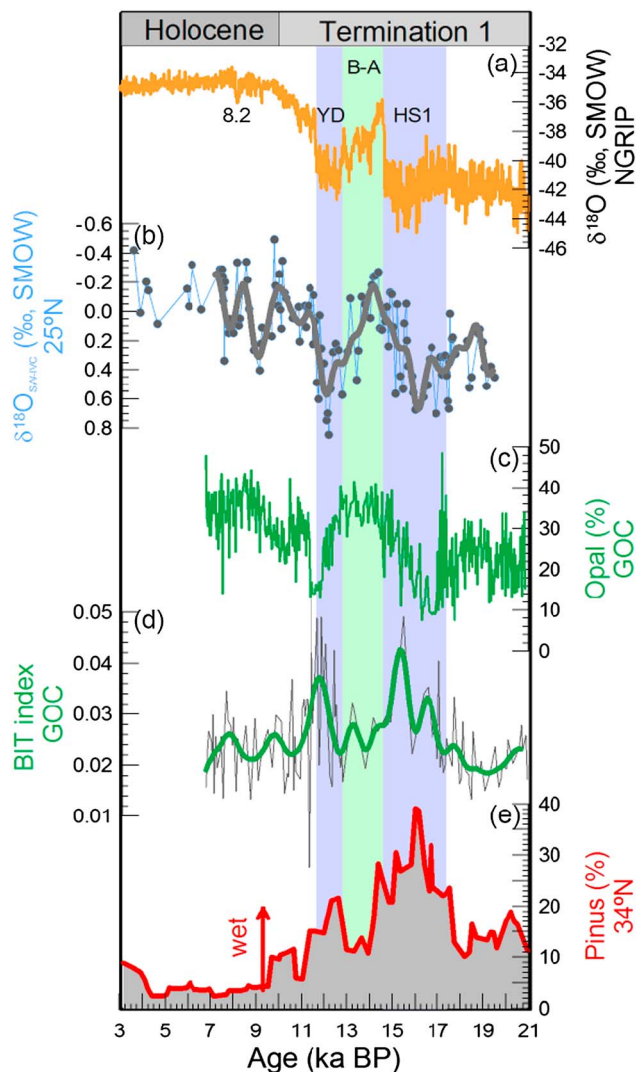 Holocene Termination 1
(a)
B-A
YD HS1
8.2
-32
-34
-36
-38
-40
-42
-44
-46
δ¹⁸O (‰, SMOW)
NGRIP
(b)
-0.6
-0.4
-0.2
0.0
0.2
0.4
0.6
0.8
δ¹⁸O SW-IVC (‰, SMOW)
25ºN
(c)
50
40
30
20
10
0
Opal (%)
GOC
(d)
0.05
0.04
0.03
0.02
0.01
BIT index
GOC
(e)
40
30
20
10
0
Pinus (%)
34ºN
wet
3 5 7 9 11 13 15 17 19 21
Age (ka BP)